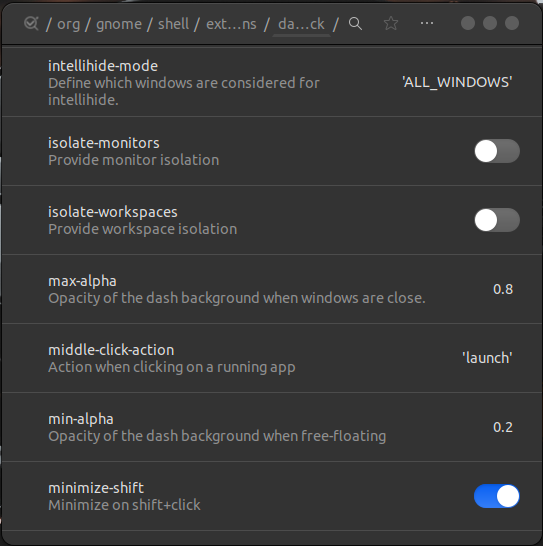 / org / gnome / shell / ext…ns / da…ck /
intellihide-mode
Define which windows are considered for
intellihide.
'ALL_WINDOWS'
isolate-monitors
Provide monitor isolation
isolate-workspaces
Provide workspace isolation
max-alpha
Opacity of the dash background when windows are close.
0.8
middle-click-action
Action when clicking on a running app
'launch'
min-alpha
Opacity of the dash background when free-floating
0.2
minimize-shift
Minimize on shift+click